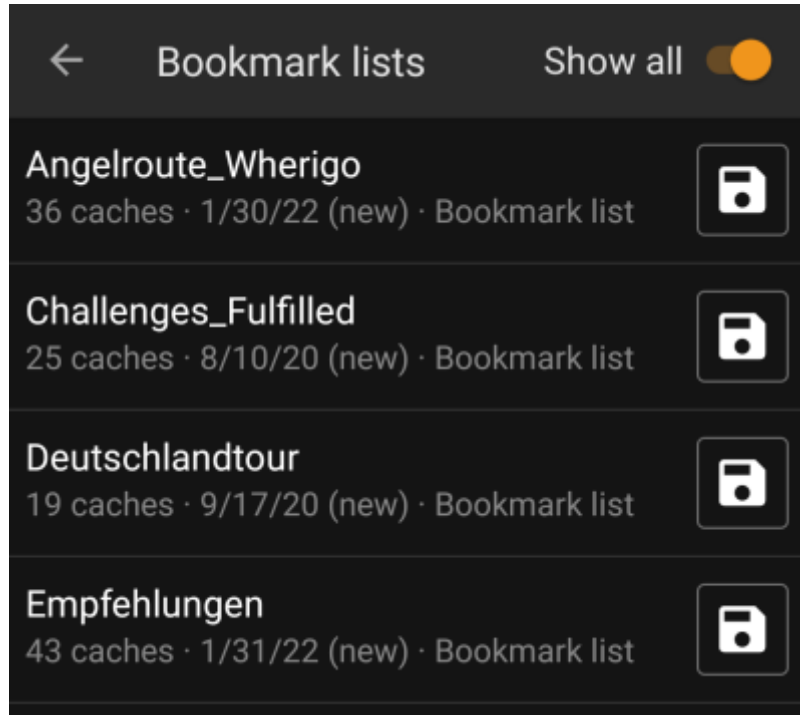 Bookmark lists Show all
Angelroute_Wherigo
36 caches · 1/30/22 (new) · Bookmark list
Challenges_Fulfilled
25 caches · 8/10/20 (new) · Bookmark list
Deutschlandtour
19 caches · 9/17/20 (new) · Bookmark list
Empfehlungen
43 caches · 1/31/22 (new) · Bookmark list